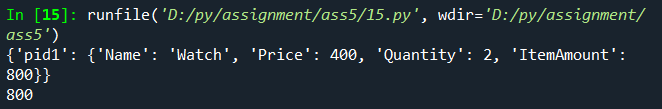 In [15]: runfile('D:/py/assignment/ass5/15.py', wdir='D:/py/assignment/
ass5')
{'pid1': {'Name': 'Watch', 'Price': 400, 'Quantity': 2, 'ItemAmount':
800}}
800